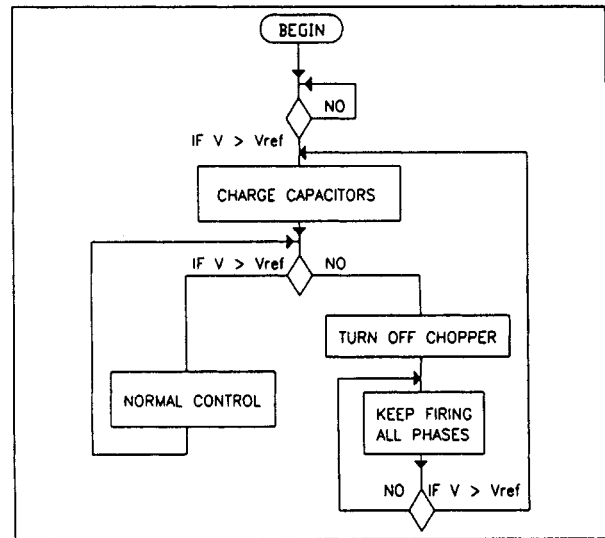 BEGIN
NO
IF V > Vref
CHARGE CAPACITORS
IF V > Vref
NO
TURN OFF CHOPPER
NORMAL CONTROL
KEEP FIRING
ALL PHASES
NO
IF V > Vref